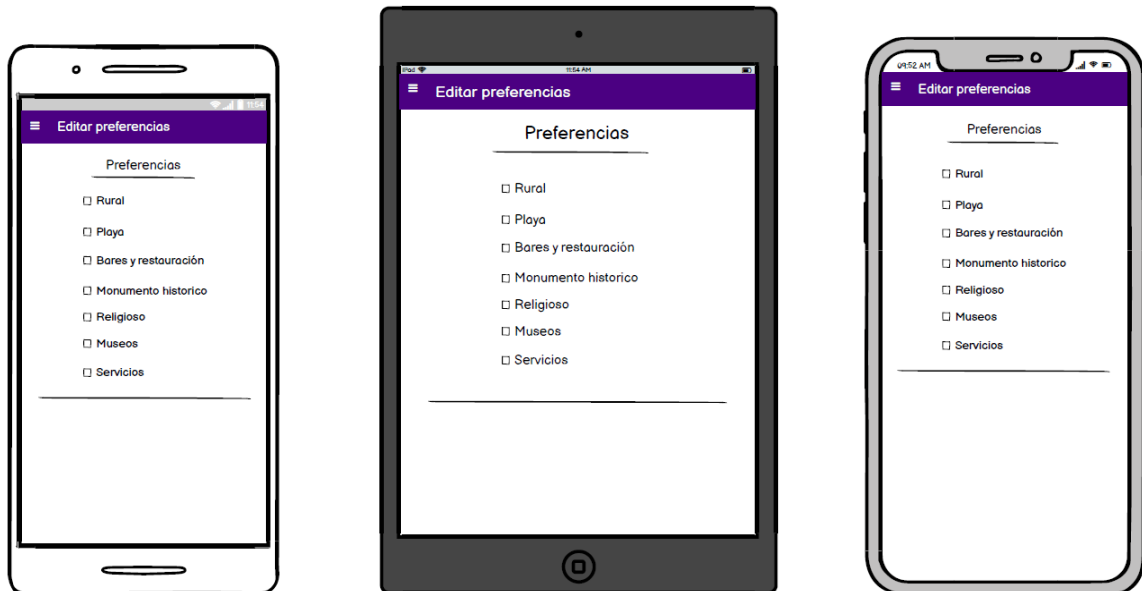 11:54
Editar preferencias
Preferencias
Rural
Playa
Bares y restauración
Monumento historico
Religioso
Museos
Servicios
iPad
11:54 AM
Editar preferencias
Preferencias
Rural
Playa
Bares y restauración
Monumento historico
Religioso
Museos
Servicios
09:52 AM
Editar preferencias
Preferencias
Rural
Playa
Bares y restauración
Monumento historico
Religioso
Museos
Servicios